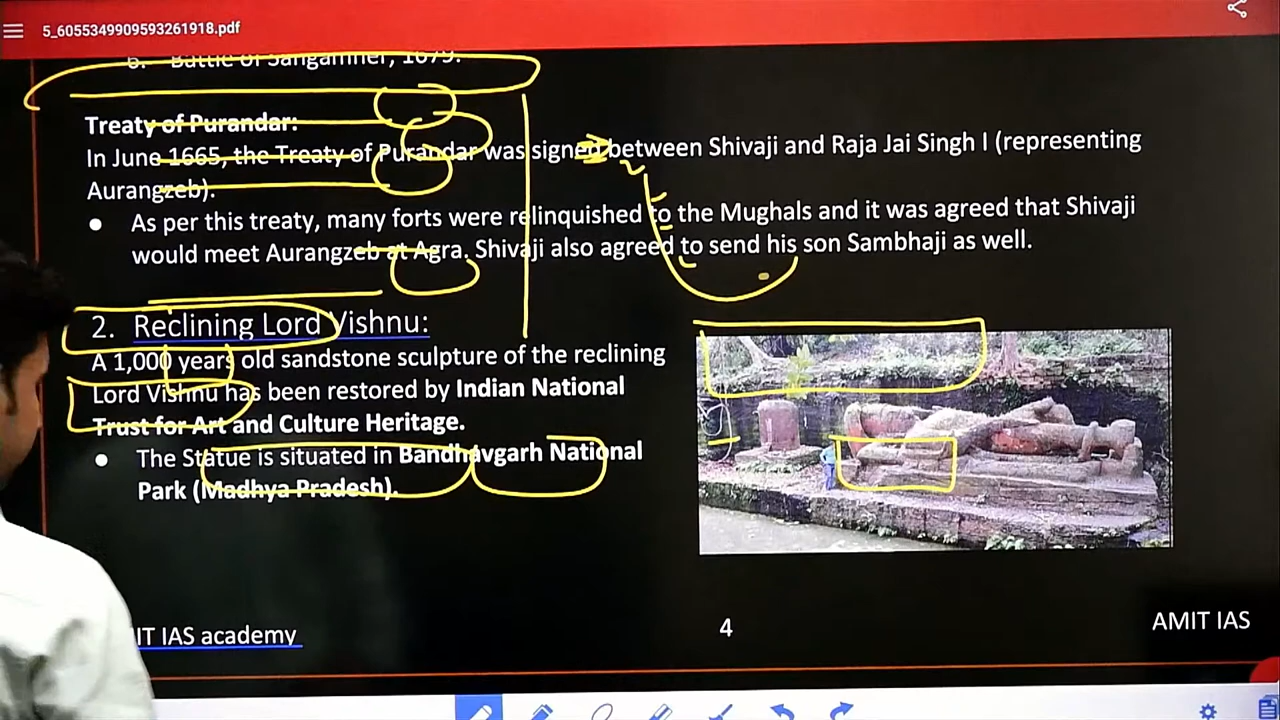 5_6055349909593261918.pdf
6. Battle of Sangamner, 1679.
Treaty of Purandar:
In June 1665, the Treaty of Purandar was signed between Shivaji and Raja Jai Singh I (representing
Aurangzeb).
● As per this treaty, many forts were relinquished to the Mughals and it was agreed that Shivaji
would meet Aurangzeb at Agra. Shivaji also agreed to send his son Sambhaji as well.
2. Reclining Lord Vishnu:
A 1,000 years old sandstone sculpture of the reclining
Lord Vishnu has been restored by Indian National
Trust for Art and Culture Heritage.
● The Statue is situated in Bandhavgarh National
Park (Madhya Pradesh).
IT IAS academy
4
AMIT IAS